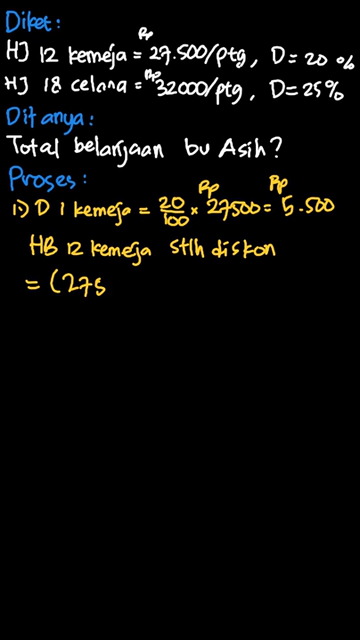 Diket:
HJ 12 kemeja = Rp 27.500/ptg, D = 20 %
HJ 18 celana = Rp 32000/ptg, D = 25%
Ditanya:
Total belanjaan bu Asih?
Proses:
1) D 1 kemeja = 20/100 × Rp 27500 = Rp 5.500
HB 12 kemeja stlh diskon
= (275